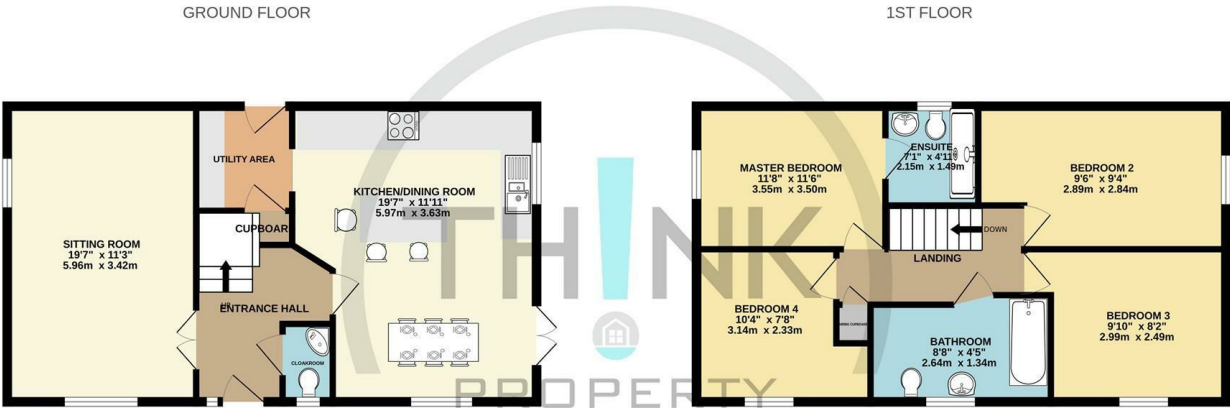 GROUND FLOOR
1ST FLOOR
SITTING ROOM
19'7" x 11'3"
5.96m x 3.42m
UTILITY AREA
CUPBOAR
UP
ENTRANCE HALL
CLOAKROOM
KITCHEN/DINING ROOM
19'7" x 11'11"
5.97m x 3.63m
MASTER BEDROOM
11'8" x 11'6"
3.55m x 3.50m
ENSUITE
7'1" x 4'11"
2.15m x 1.49m
BEDROOM 2
9'6" x 9'4"
2.89m x 2.84m
DOWN
LANDING
BEDROOM 4
10'4" x 7'8"
3.14m x 2.33m
CUPBOARD
BATHROOM
8'8" x 4'5"
2.64m x 1.34m
BEDROOM 3
9'10" x 8'2"
2.99m x 2.49m
TH!NK
PROPERTY